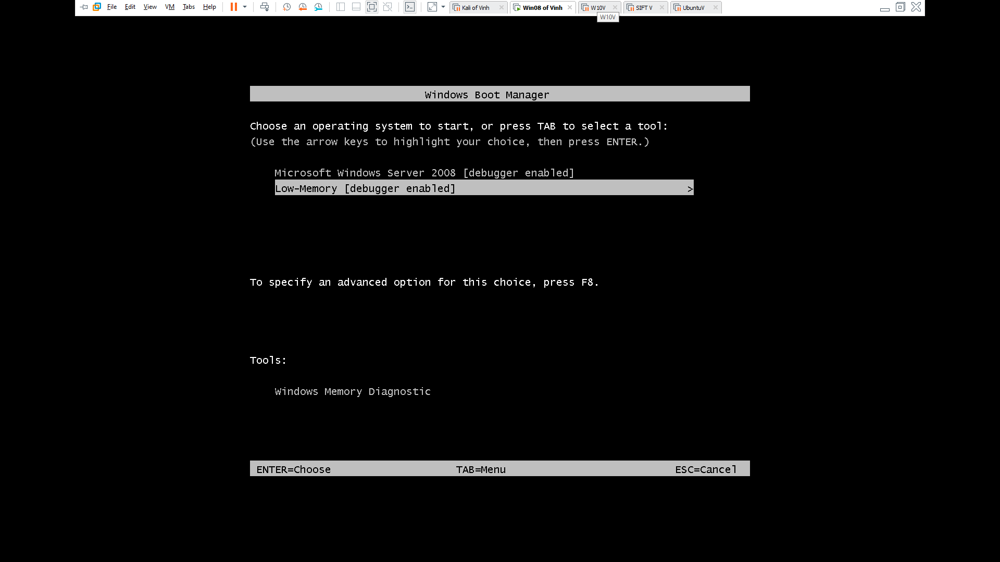 File Edit View VM Tabs Help Kali of Vinh Win08 of Vinh W10V SIFT V UbuntuV
W10V
Windows Boot Manager
Choose an operating system to start, or press TAB to select a tool:
(Use the arrow keys to highlight your choice, then press ENTER.)
Microsoft Windows Server 2008 [debugger enabled]
Low-Memory [debugger enabled] >
To specify an advanced option for this choice, press F8.
Tools:
Windows Memory Diagnostic
ENTER=Choose TAB=Menu ESC=Cancel